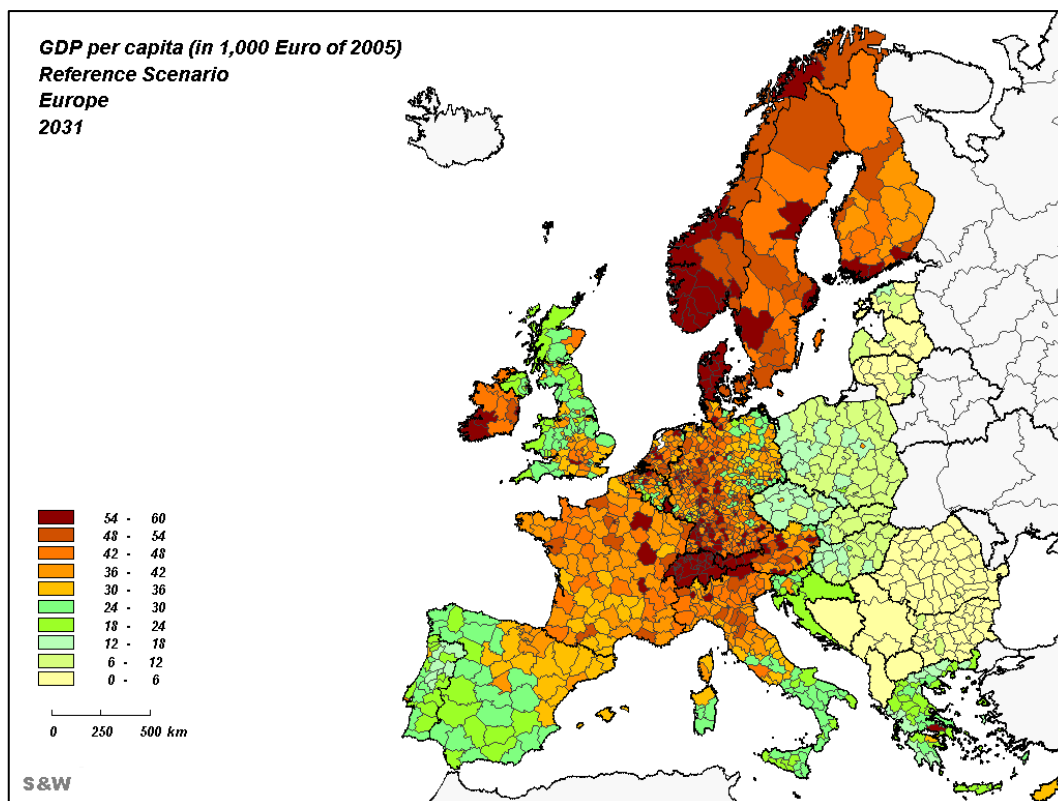 GDP per capita (in 1,000 Euro of 2005)
Reference Scenario
Europe
2031
54 - 60
48 - 54
42 - 48
36 - 42
30 - 36
24 - 30
18 - 24
12 - 18
6 - 12
0 - 6
0 250 500 km
S&W